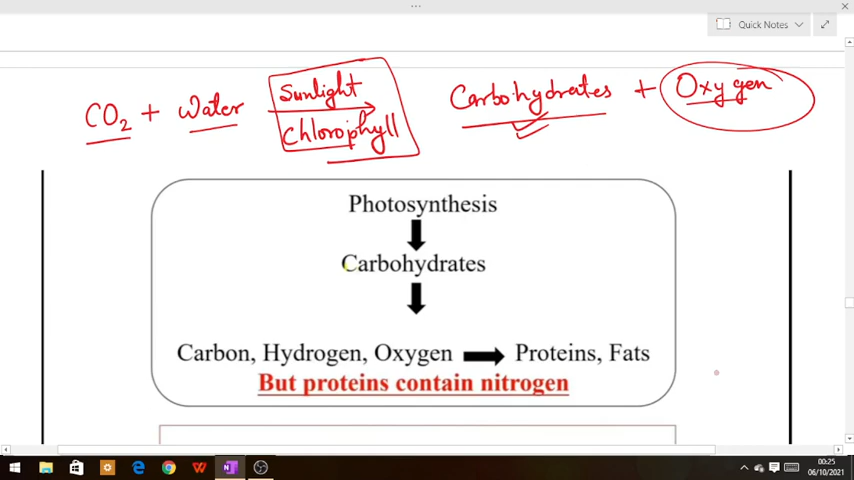 Quick Notes
CO2 + Water Sunlight Chlorophyll Carbohydrates + Oxygen
Photosynthesis
Carbohydrates
Carbon, Hydrogen, Oxygen Proteins, Fats
But proteins contain nitrogen
00:25
06/10/2021